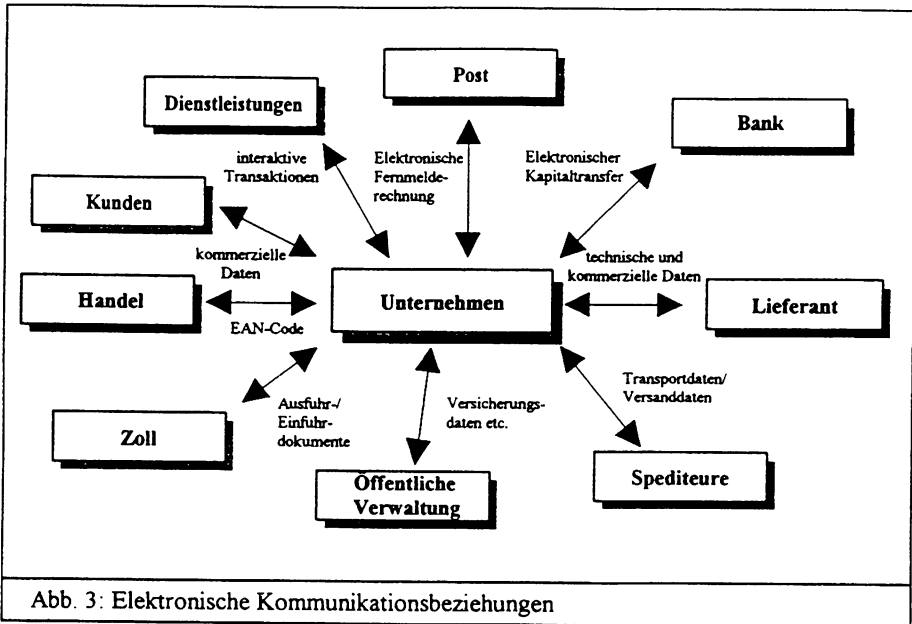 Post
Dienstleistungen
Bank
interaktive
Transaktionen
Elektronische
Fernmelde-
rechnung
Elektronischer
Kapitaltransfer
Kunden
kommerzielle
Daten
technische und
kommerzielle Daten
Handel
Unternehmen
Lieferant
EAN-Code
Transportdaten/
Versanddaten
Ausfuhr-/
Einfuhr-
dokumente
Versicherungs-
daten etc.
Zoll
Öffentliche
Verwaltung
Spediteure
Abb. 3: Elektronische Kommunikationsbeziehungen